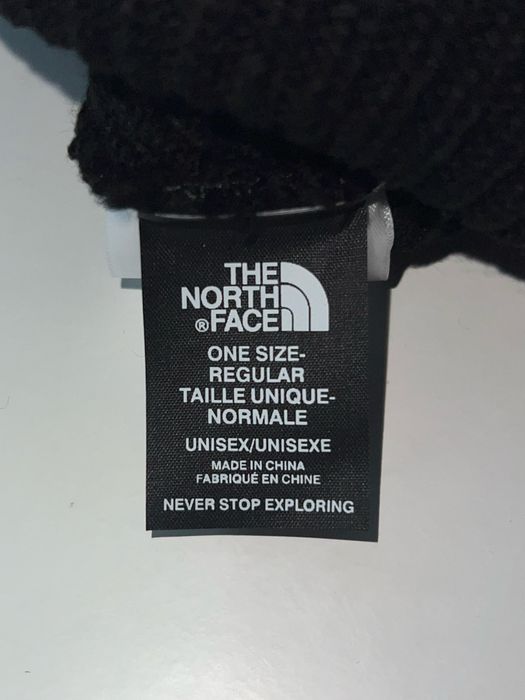 THE
NORTH
® FACE
ONE SIZE-
REGULAR
TAILLE UNIQUE-
NORMALE
UNISEX/UNISEXE
MADE IN CHINA
FABRIQUÉ EN CHINE
NEVER STOP EXPLORING